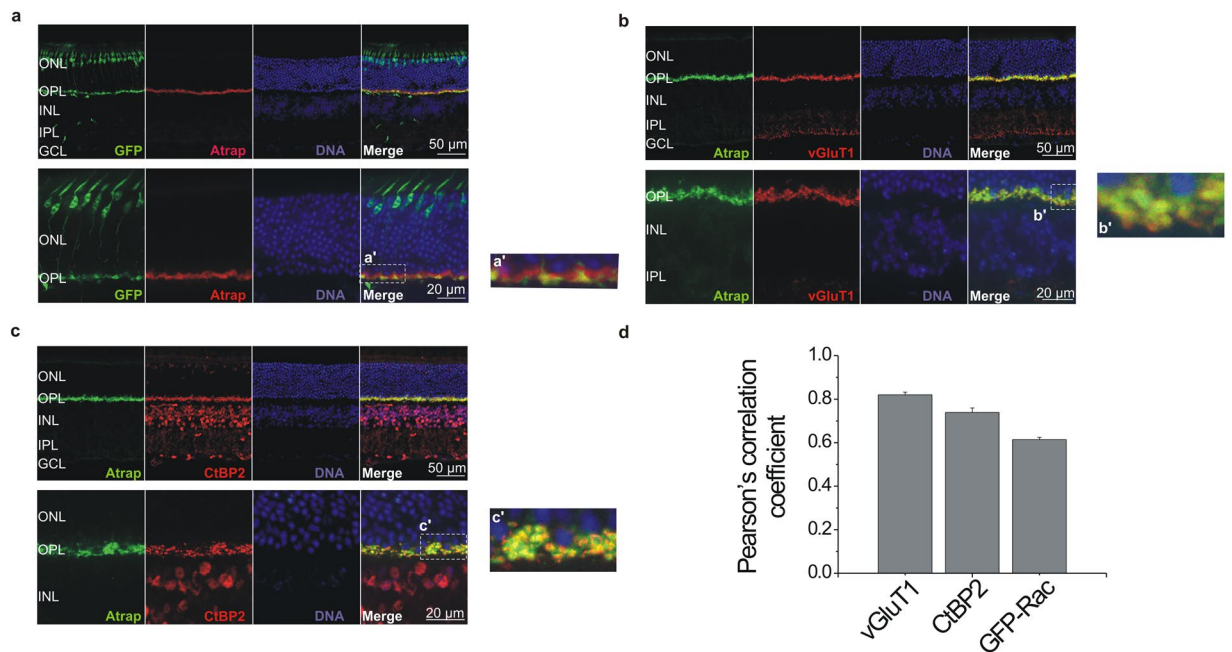 a
ONL
OPL
INL
IPL
GCL
GFP
Atrap
DNA
Merge
50 µm
ONL
OPL
GFP
Atrap
DNA
a'
Merge
20 µm
a'
b
ONL
OPL
INL
IPL
GCL
Atrap
vGluT1
DNA
Merge
50 µm
OPL
INL
IPL
Atrap
vGluT1
DNA
b'
Merge
20 µm
b'
c
ONL
OPL
INL
IPL
GCL
Atrap
CtBP2
DNA
Merge
50 µm
ONL
OPL
INL
Atrap
CtBP2
DNA
c'
Merge
20 µm
c'
d
Pearson's correlation
coefficient
1.0
0.8
0.6
0.4
0.2
0.0
vGluT1
CtBP2
GFP-Rac